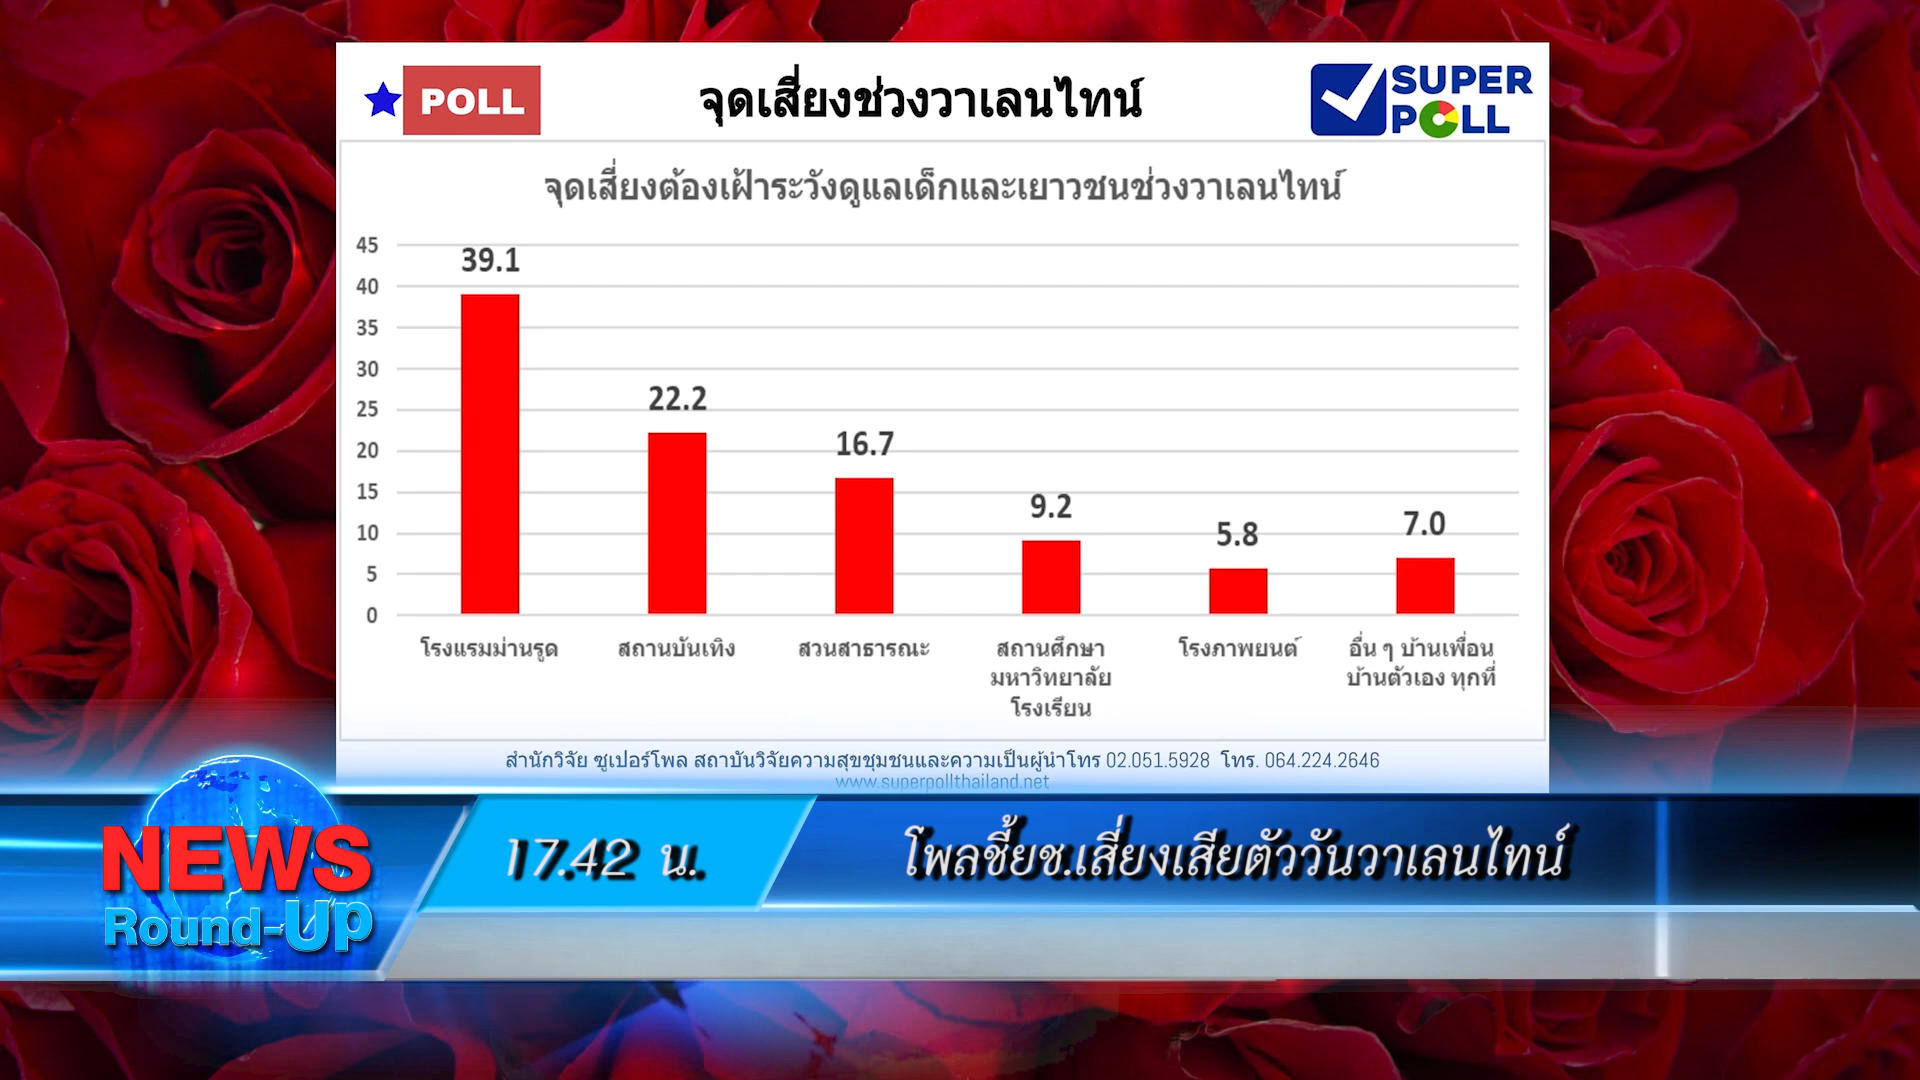 POLL
จุดเสี่ยงช่วงวาเลนไทน์
SUPER
POLL
จุดเสี่ยงต้องเฝ้าระวังดูแลเด็กและเยาวชนช่วงวาเลนไทน์
45
40
35
30
25
20
15
10
5
0
39.1
22.2
16.7
9.2
5.8
7.0
โรงแรมม่านรูด
สถานบันเทิง
สวนสาธารณะ
สถานศึกษา
มหาวิทยาลัย
โรงเรียน
โรงภาพยนต์
อื่น ๆ บ้านเพื่อน
บ้านตัวเอง ทุกที่
สำนักวิจัย ซูเปอร์โพล สถาบันวิจัยความสุขชุมชนและความเป็นผู้นำโทร 02.051.5928 โทร. 064.224.2646
www.superpollthailand.net
NEWS
Round-Up
17.42 น.
โพลชี้ยช.เสี่ยงเสียตัววันวาเลนไทน์